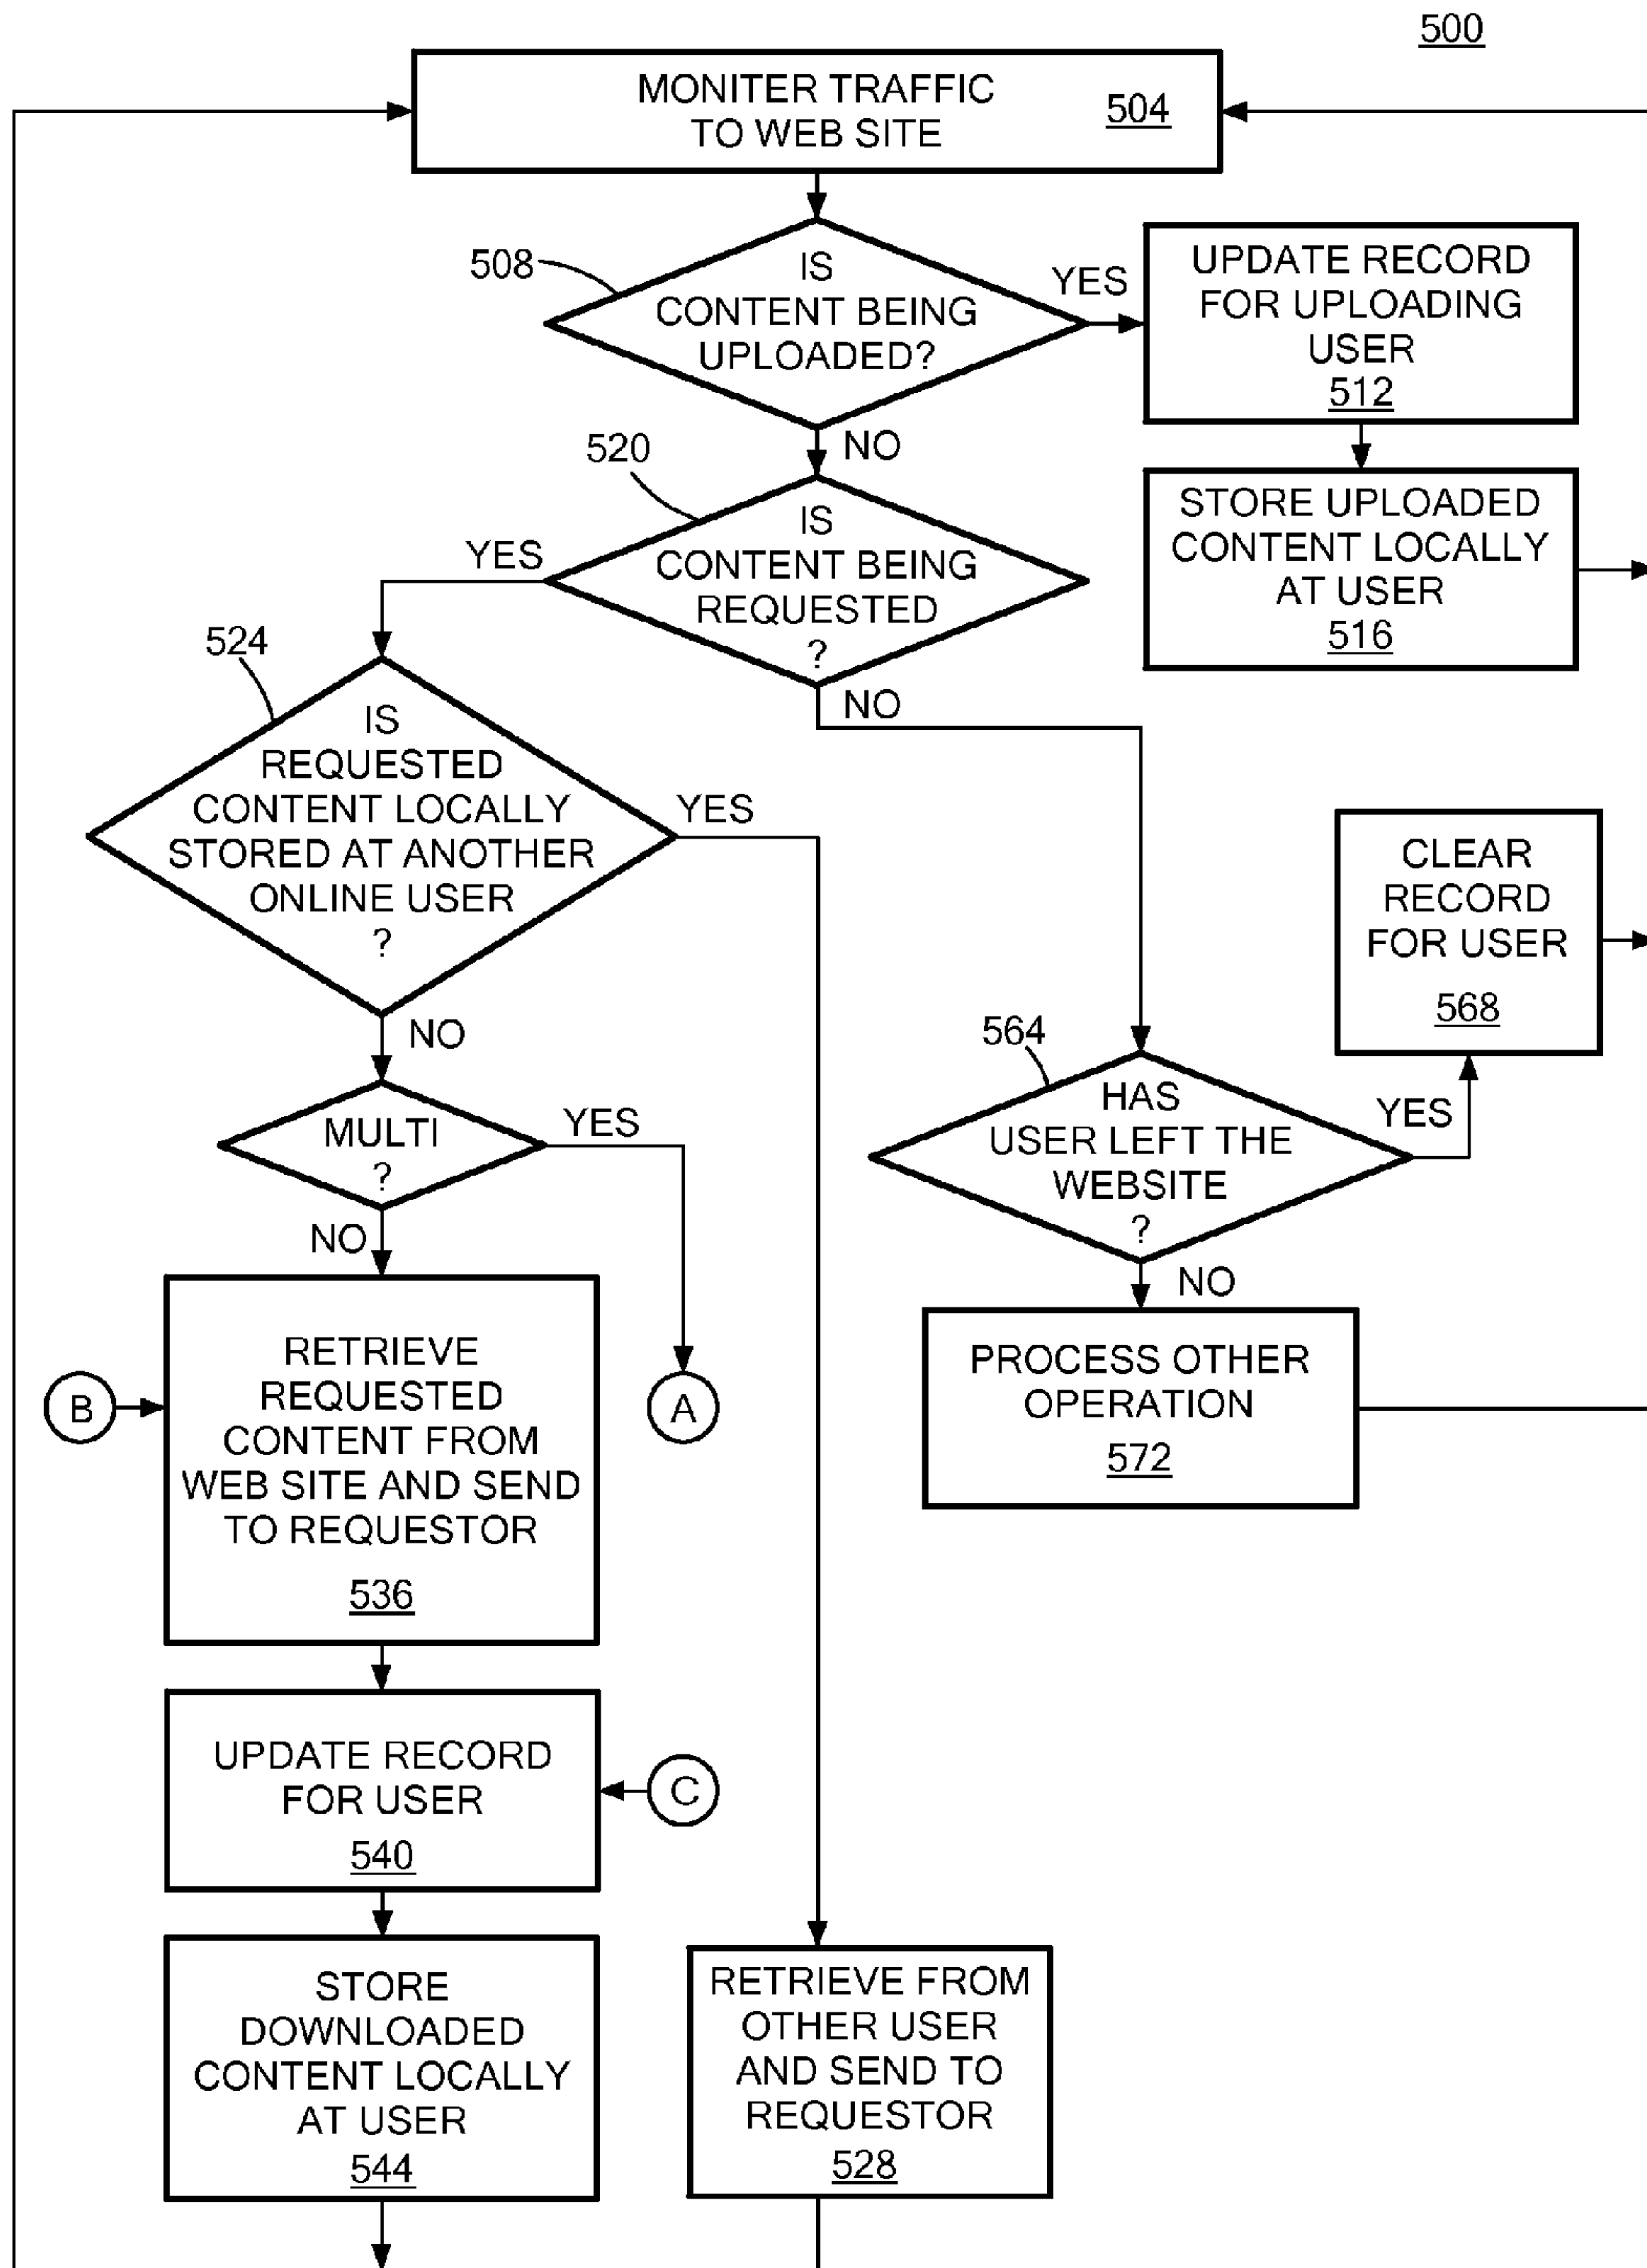 500
MONITER TRAFFIC
TO WEB SITE
504
508
IS
CONTENT BEING
UPLOADED?
YES
UPDATE RECORD
FOR UPLOADING
USER
512
NO
520
IS
CONTENT BEING
REQUESTED
?
YES
STORE UPLOADED
CONTENT LOCALLY
AT USER
516
NO
524
IS
REQUESTED
CONTENT LOCALLY
STORED AT ANOTHER
ONLINE USER
?
YES
CLEAR
RECORD
FOR USER
568
NO
564
HAS
USER LEFT THE
WEBSITE
?
YES
MULTI
?
YES
NO
NO
RETRIEVE
REQUESTED
CONTENT FROM
WEB SITE AND SEND
TO REQUESTOR
536
B
A
PROCESS OTHER
OPERATION
572
UPDATE RECORD
FOR USER
540
C
STORE
DOWNLOADED
CONTENT LOCALLY
AT USER
544
RETRIEVE FROM
OTHER USER
AND SEND TO
REQUESTOR
528